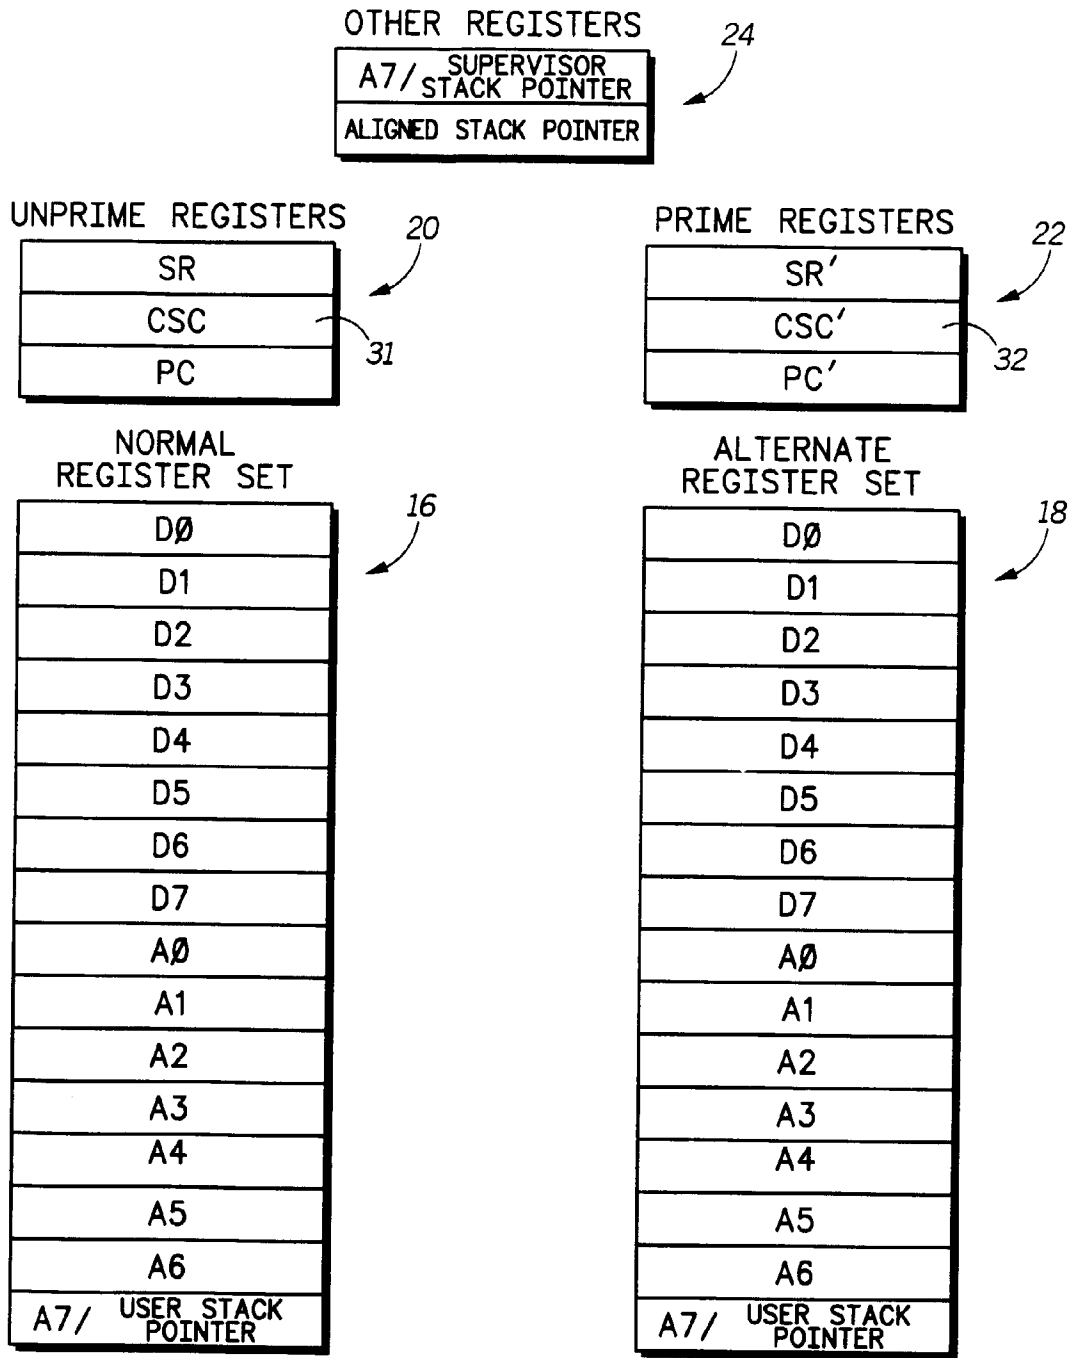 OTHER REGISTERS
24
A7/ SUPERVISOR
STACK POINTER
ALIGNED STACK POINTER
UNPRIME REGISTERS
20
SR
CSC
31
PC
PRIME REGISTERS
22
SR′
CSC′
32
PC′
NORMAL
REGISTER SET
16
DØ
D1
D2
D3
D4
D5
D6
D7
AØ
A1
A2
A3
A4
A5
A6
A7/ USER STACK
POINTER
ALTERNATE
REGISTER SET
18
DØ
D1
D2
D3
D4
D5
D6
D7
AØ
A1
A2
A3
A4
A5
A6
A7/ USER STACK
POINTER